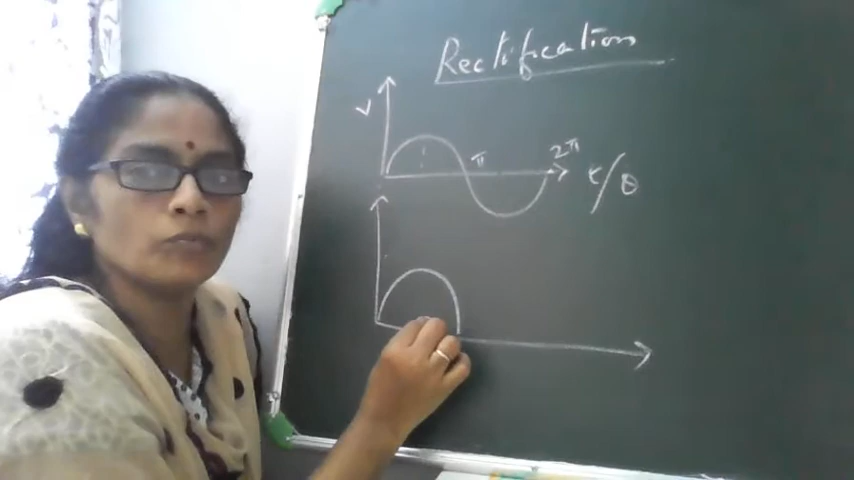 Rectification
V
π 2π
t/θ